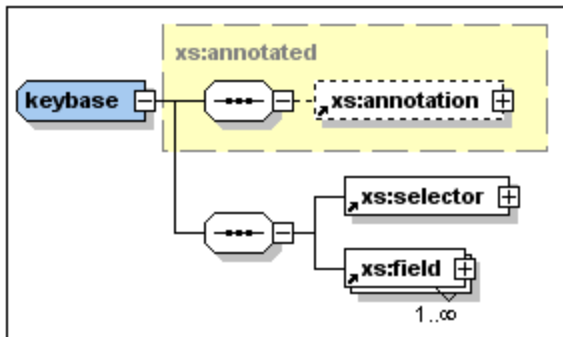 xs:annotated
keybase
xs:annotation
xs:selector
xs:field
1..∞